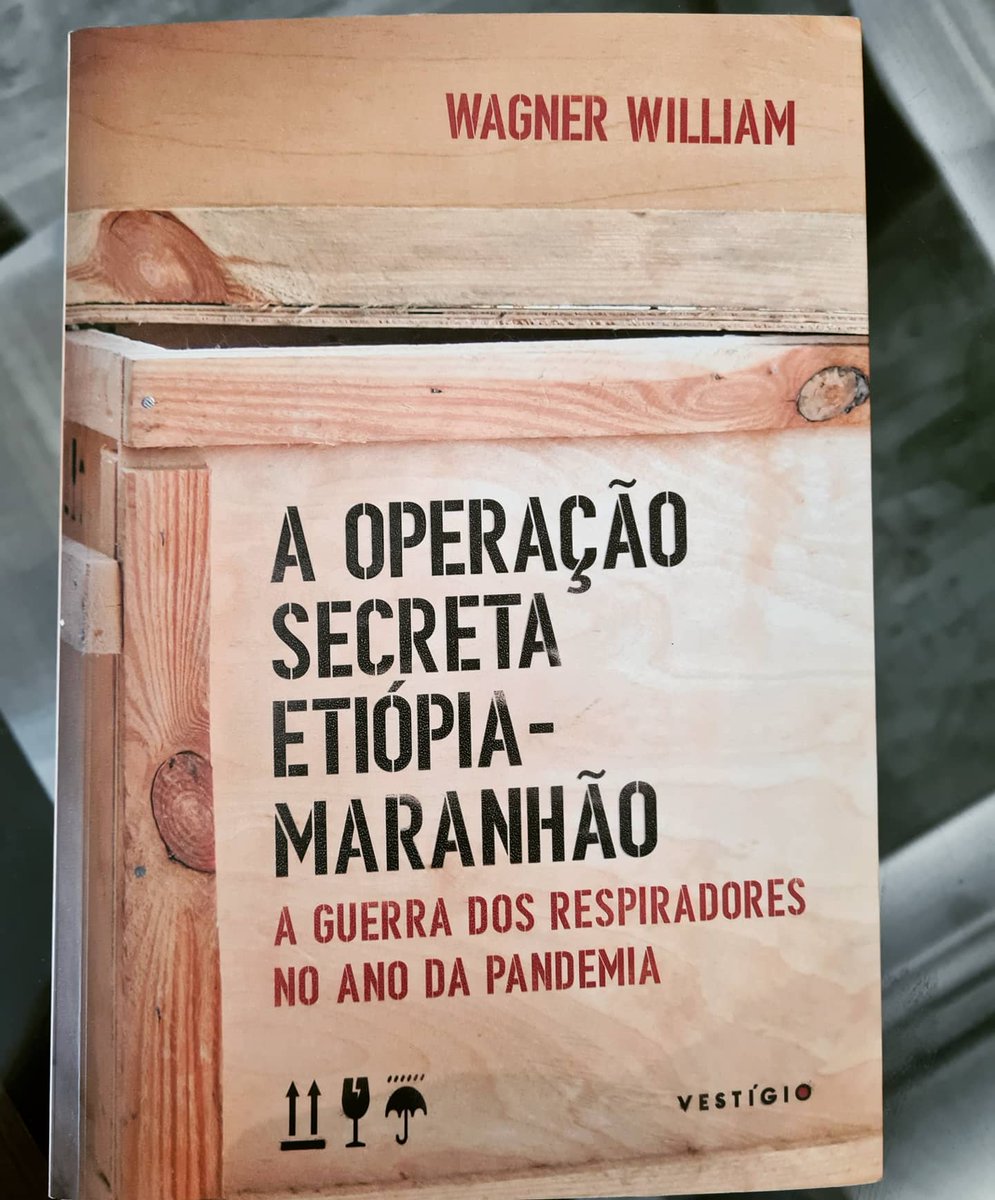 WAGNER WILLIAM
A OPERAÇÃO
SECRETA
ETIÓPIA-
MARANHÃO
A GUERRA DOS RESPIRADORES
NO ANO DA PANDEMIA
VESTÍGIO